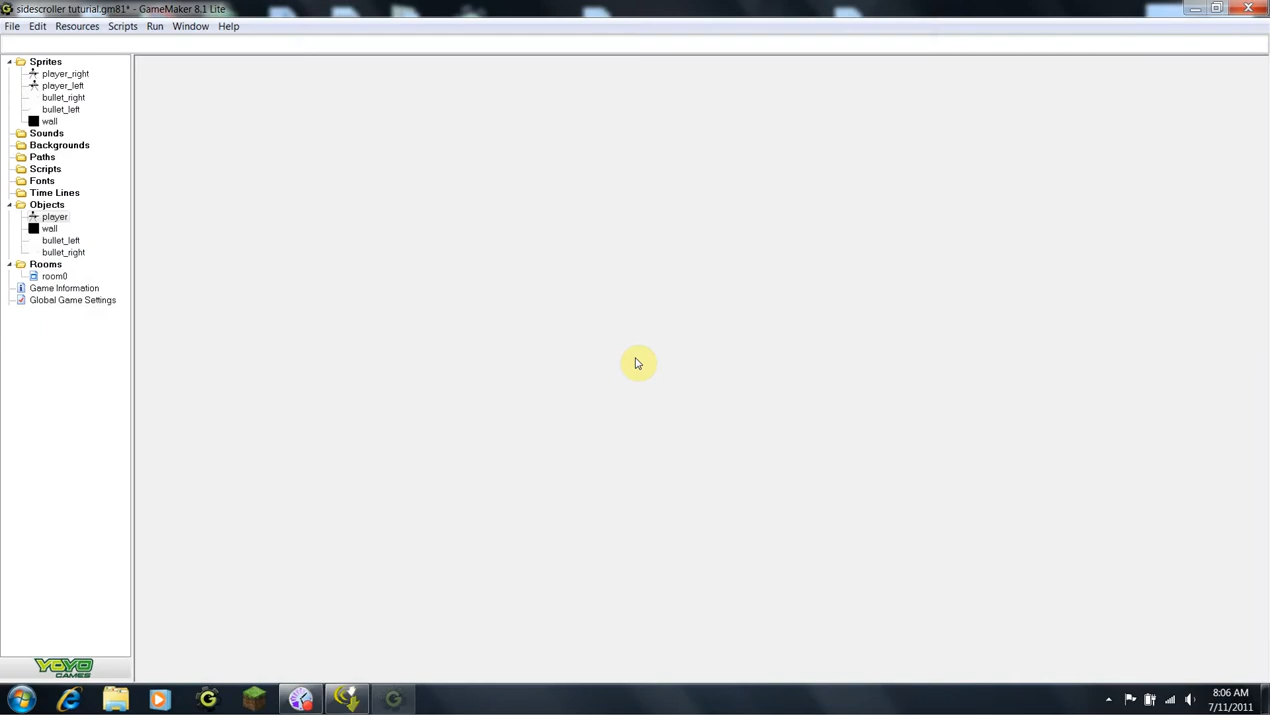 sidescroller tuturial.gm81* - GameMaker 8.1 Lite
File Edit Resources Scripts Run Window Help
Sprites
player_right
player_left
bullet_right
bullet_left
wall
Sounds
Backgrounds
Paths
Scripts
Fonts
Time Lines
Objects
player
wall
bullet_left
bullet_right
Rooms
room0
Game Information
Global Game Settings
YOYO
GAMES
8:06 AM
7/11/2011